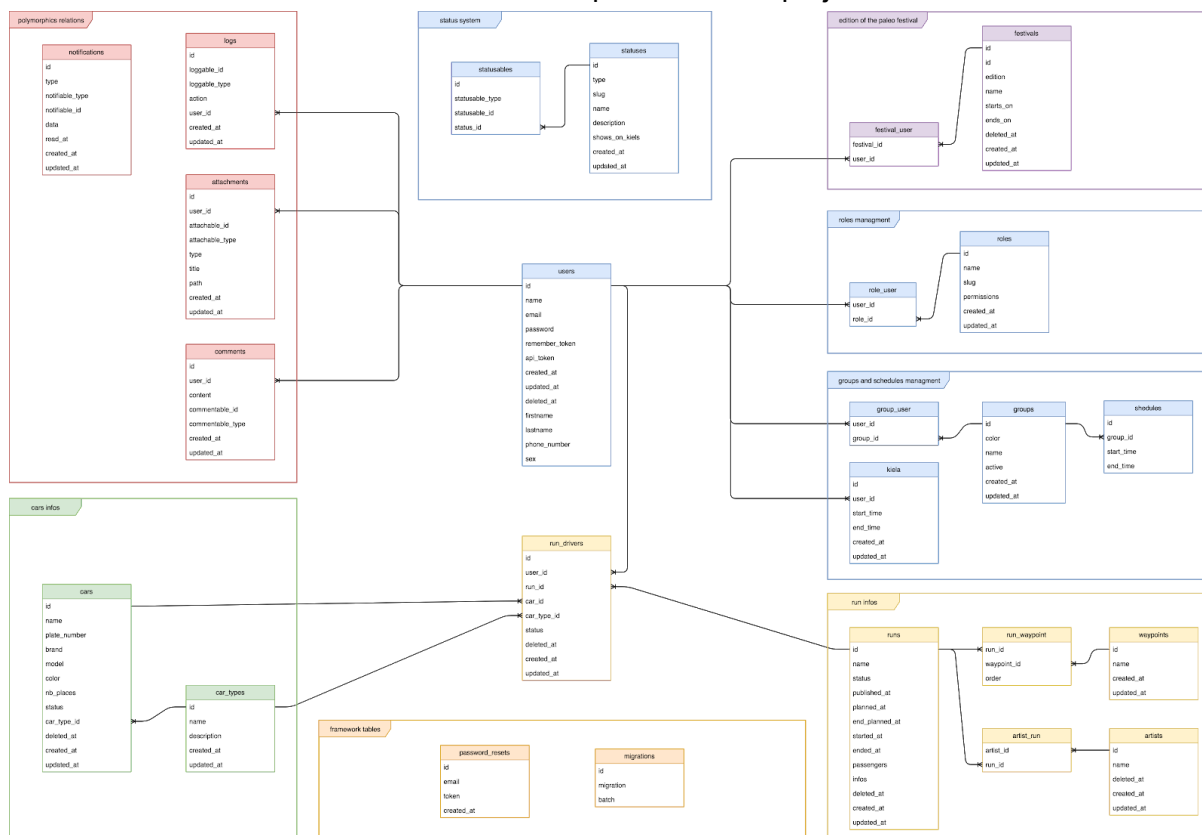 polymorphics relations
notifications
id
type
notifiable_type
notifiable_id
data
read_at
created_at
updated_at
logs
id
loggable_id
loggable_type
action
user_id
created_at
updated_at
attachments
id
user_id
attachable_id
attachable_type
type
title
path
created_at
updated_at
comments
id
user_id
content
commentable_id
commentable_type
created_at
updated_at
status system
statusables
id
statusable_type
statusable_id
status_id
statuses
id
type
slug
name
description
shows_on_kiels
created_at
updated_at
edition of the paleo festival
festival_user
festival_id
user_id
festivals
id
id
edition
name
starts_on
ends_on
deleted_at
created_at
updated_at
roles managment
role_user
user_id
role_id
roles
id
name
slug
permissions
created_at
updated_at
users
id
name
email
password
remember_token
api_token
created_at
updated_at
deleted_at
firstname
lastname
phone_number
sex
groups and schedules managment
group_user
user_id
group_id
groups
id
color
name
active
created_at
updated_at
shedules
id
group_id
start_time
end_time
kiela
id
user_id
start_time
end_time
created_at
updated_at
cars infos
cars
id
name
plate_number
brand
model
color
nb_places
status
car_type_id
deleted_at
created_at
updated_at
car_types
id
name
description
created_at
updated_at
run_drivers
id
user_id
run_id
car_id
car_type_id
status
deleted_at
created_at
updated_at
framework tables
password_resets
id
email
token
created_at
migrations
id
migration
batch
run infos
runs
id
name
status
published_at
planned_at
end_planned_at
started_at
ended_at
passengers
infos
deleted_at
created_at
updated_at
run_waypoint
run_id
waypoint_id
order
waypoints
id
name
created_at
updated_at
artist_run
artist_id
run_id
artists
id
name
deleted_at
created_at
updated_at